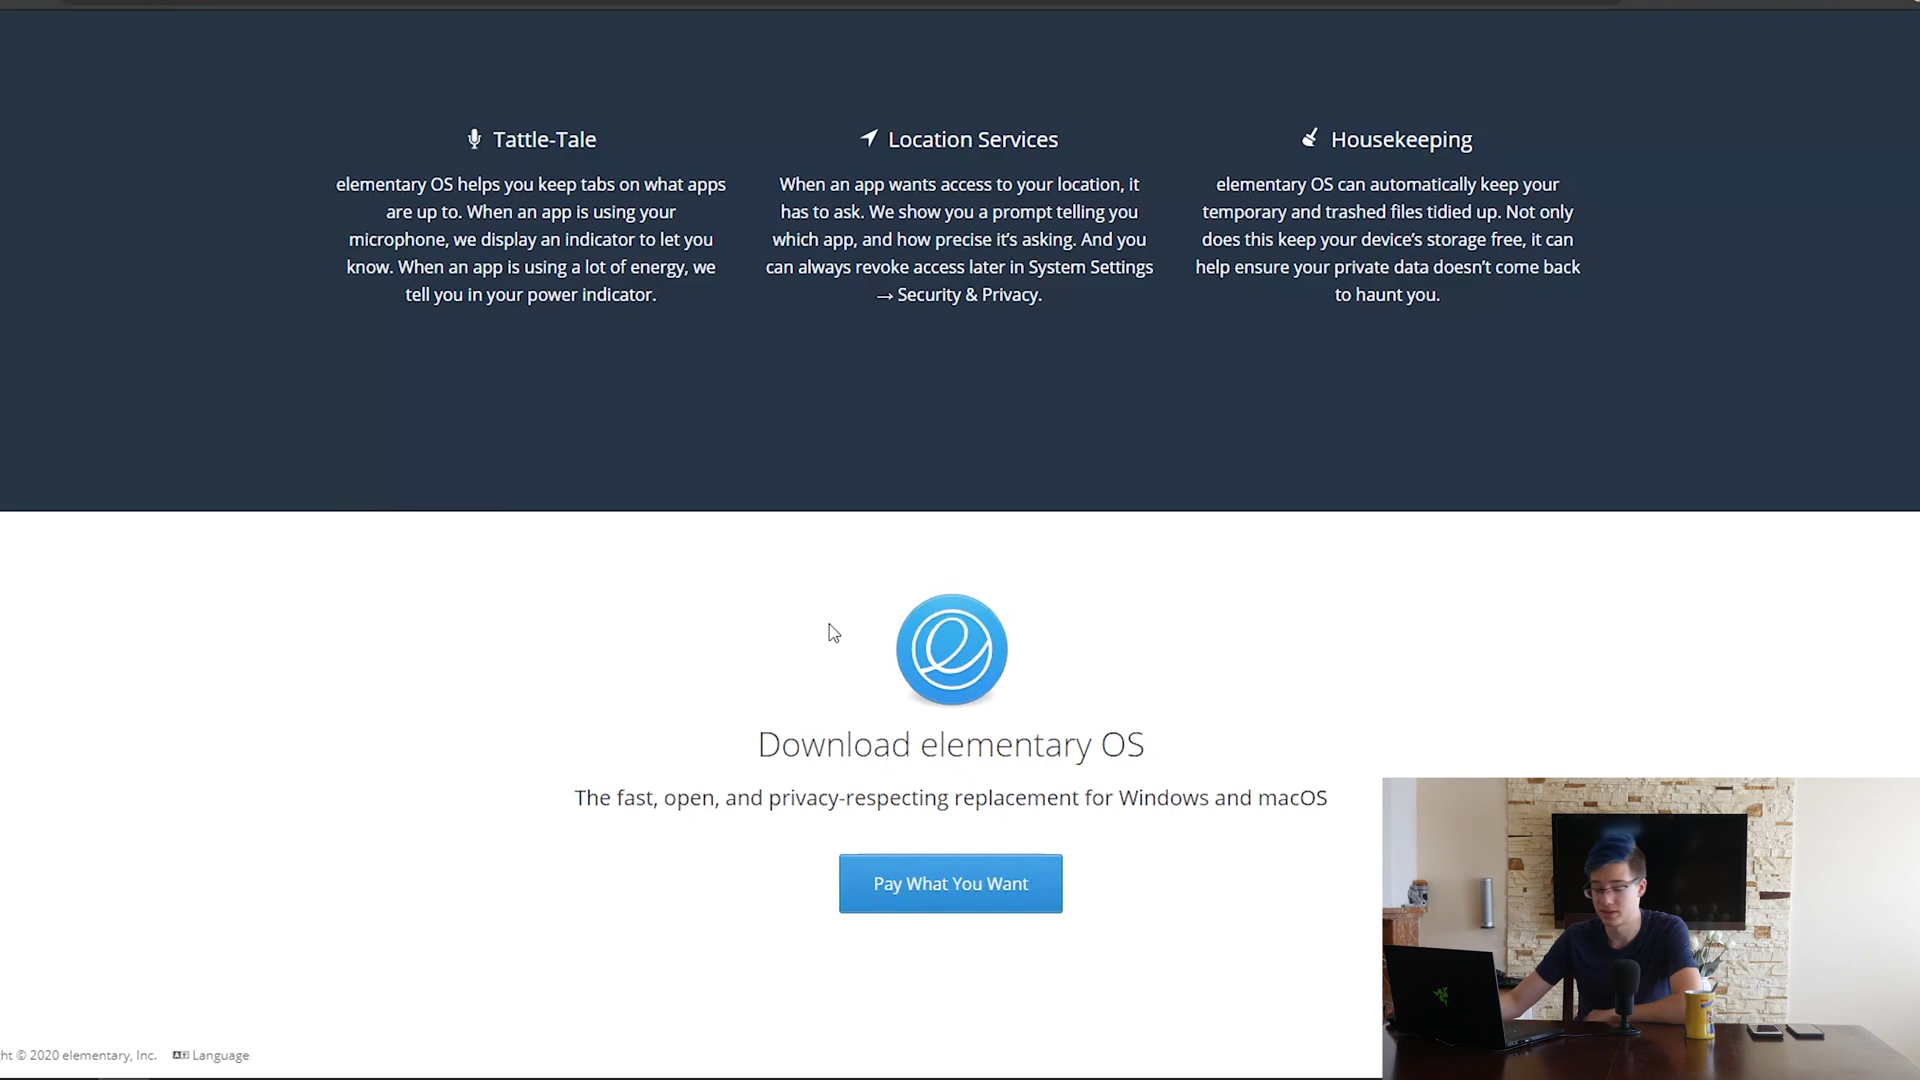 Tattle-Tale
elementary OS helps you keep tabs on what apps
are up to. When an app is using your
microphone, we display an indicator to let you
know. When an app is using a lot of energy, we
tell you in your power indicator.
Location Services
When an app wants access to your location, it
has to ask. We show you a prompt telling you
which app, and how precise it’s asking. And you
can always revoke access later in System Settings
→ Security & Privacy.
Housekeeping
elementary OS can automatically keep your
temporary and trashed files tidied up. Not only
does this keep your device’s storage free, it can
help ensure your private data doesn’t come back
to haunt you.
Download elementary OS
The fast, open, and privacy-respecting replacement for Windows and macOS
Pay What You Want
ht © 2020 elementary, Inc.
Language